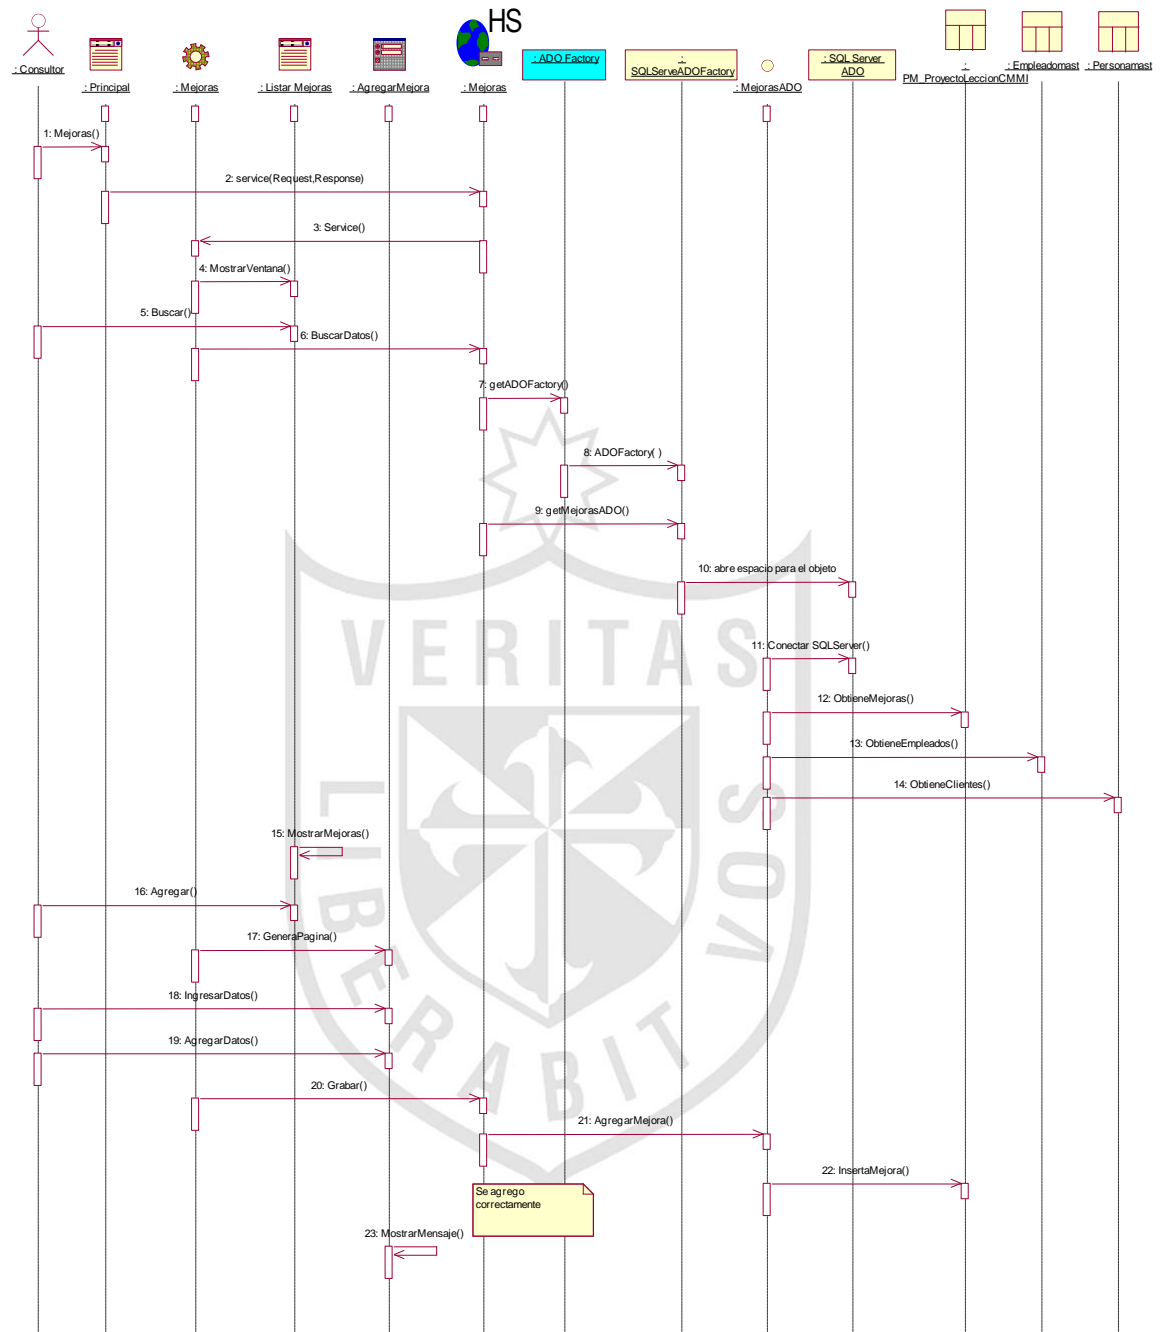 HS
: Consultor
: Principal
: Mejoras
: Listar Mejoras
: AgregarMejora
: Mejoras
: ADO Factory
:
SQLServeADOFactory
: MejorasADO
: SQL Server
ADO
:
PM_ProyectoLeccionCMMI
: Empleadomast
: Personamast
1: Mejoras()
2: service(Request,Response)
3: Service()
4: MostrarVentana()
5: Buscar()
6: BuscarDatos()
7: getADOFactory()
8: ADOFactory( )
9: getMejorasADO()
10: abre espacio para el objeto
11: Conectar SQLServer()
12: ObtieneMejoras()
13: ObtieneEmpleados()
14: ObtieneClientes()
15: MostrarMejoras()
16: Agregar()
17: GeneraPagina()
18: IngresarDatos()
19: AgregarDatos()
20: Grabar()
21: AgregarMejora()
22: InsertaMejora()
Se agrego
correctamente
23: MostrarMensaje()
VERITAS
LIBERABIT
VOS